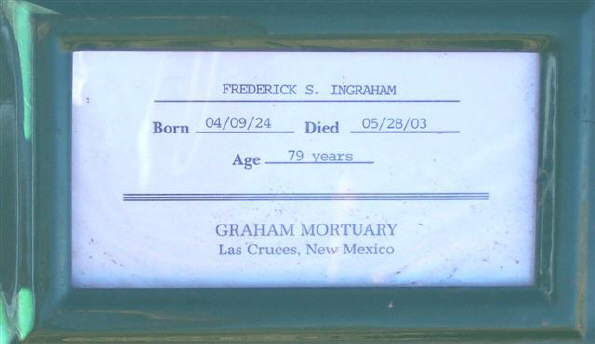 FREDERICK S. INGRAHAM
Born 04/09/24 Died 05/28/03
Age 79 years
GRAHAM MORTUARY
Las Cruces, New Mexico